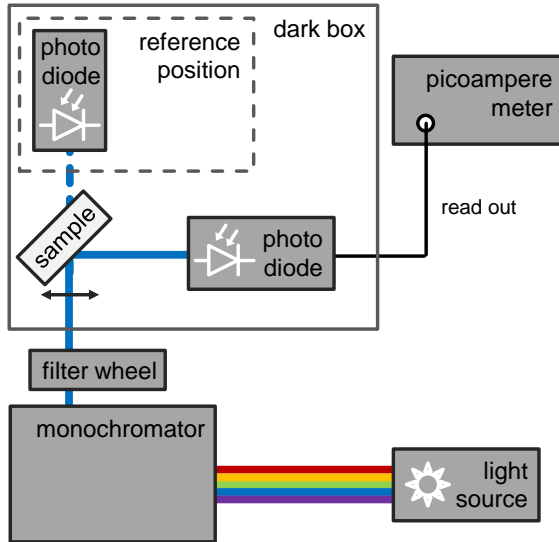 photo
diode
reference
position
dark box
picoampere
meter
sample
photo
diode
read out
filter wheel
monochromator
light
source